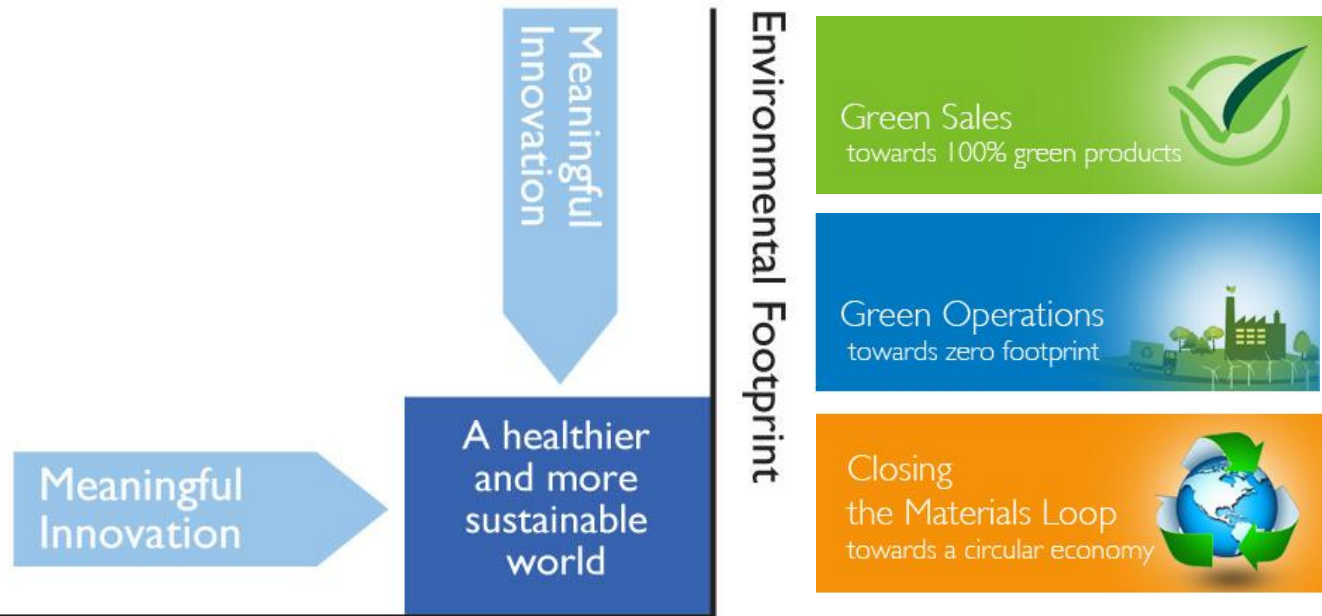 Meaningful
Innovation
Meaningful
Innovation
A healthier
and more
sustainable
world
Environmental Footprint
Green Sales
towards 100% green products
Green Operations
towards zero footprint
Closing
the Materials Loop
towards a circular economy